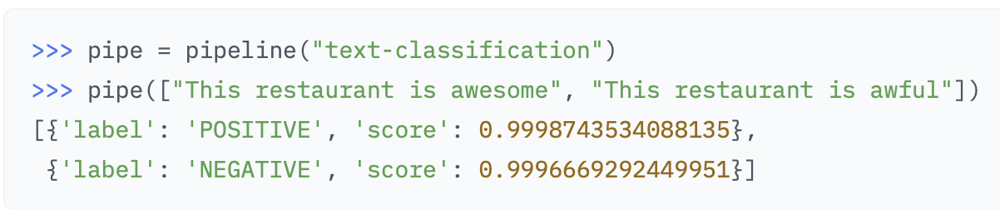 >>> pipe = pipeline("text-classification")
>>> pipe(["This restaurant is awesome", "This restaurant is awful"])
[{'label': 'POSITIVE', 'score': 0.9998743534088135},
 {'label': 'NEGATIVE', 'score': 0.9996669292449951}]